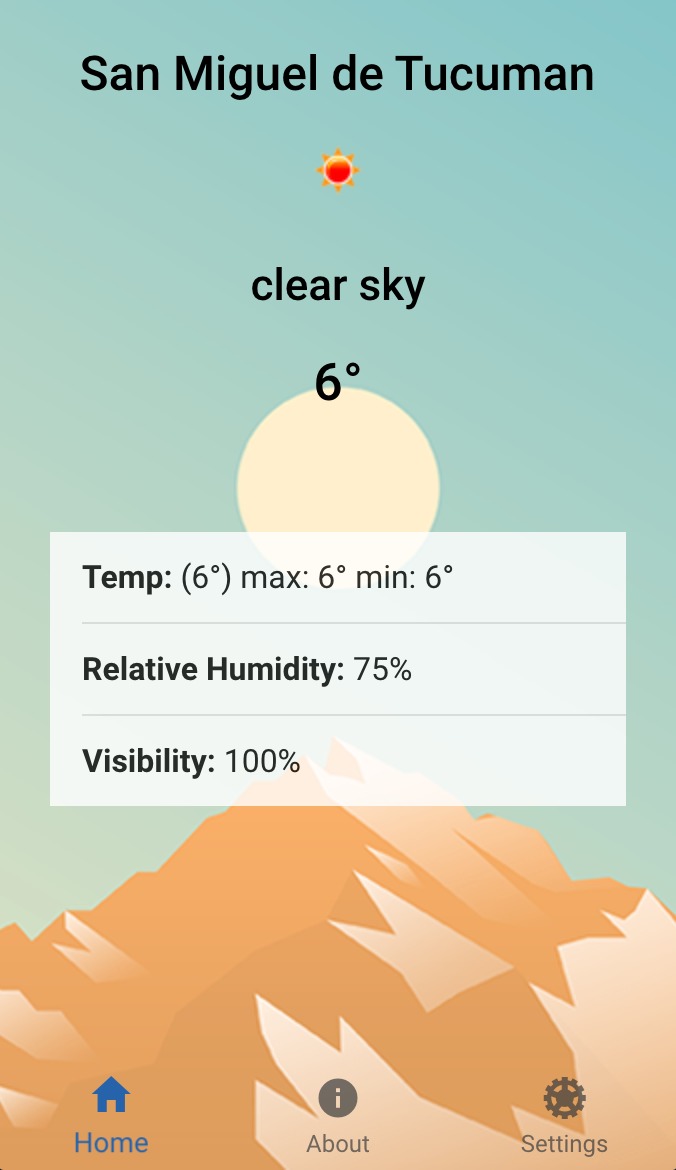 San Miguel de Tucuman
clear sky
6°
Temp: (6°) max: 6° min: 6°
Relative Humidity: 75%
Visibility: 100%
Home
About
Settings